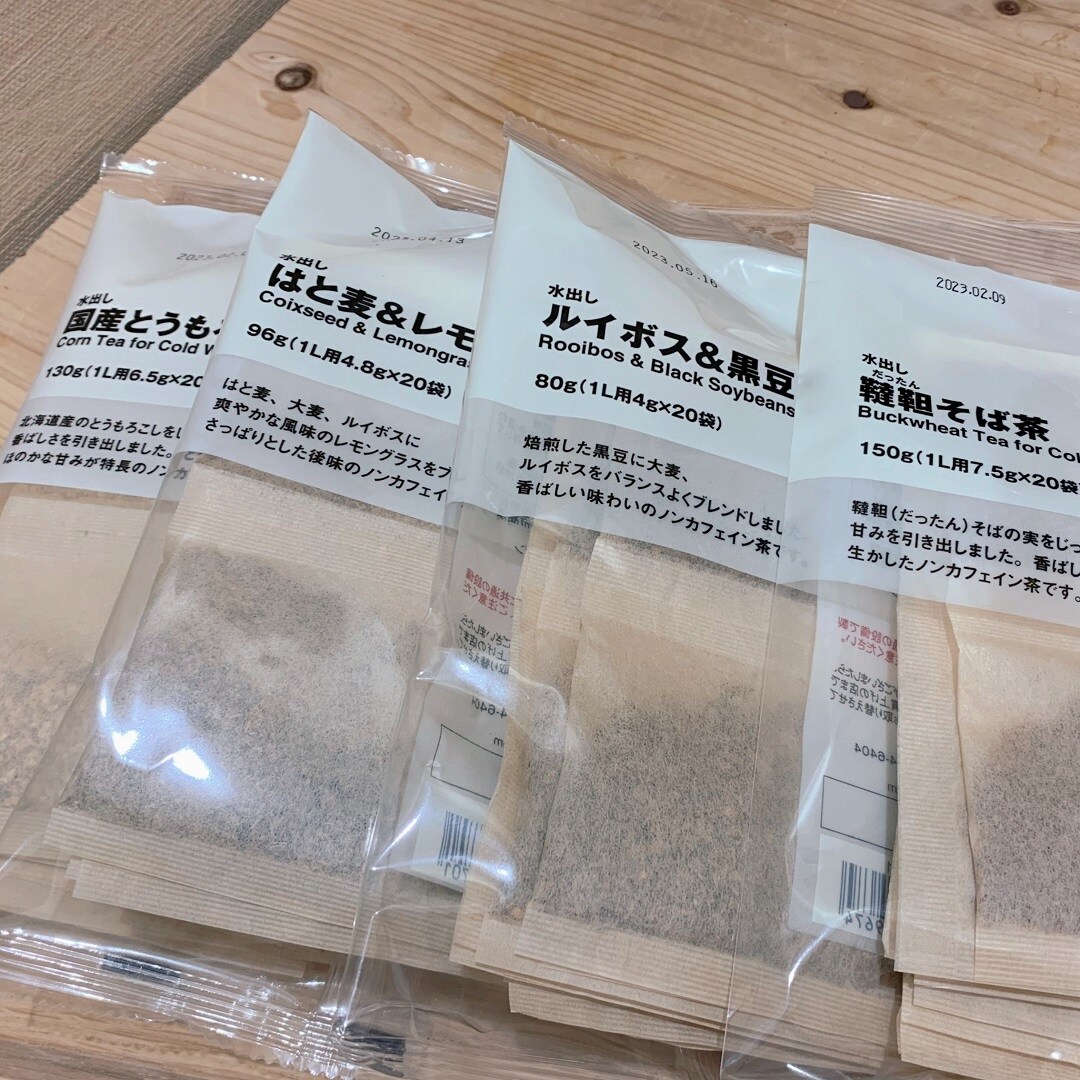 水出し
国産とうもろ
Corn Tea for Cold W
130g(1L用6.5g×20
北海道産のとうもろこしをし
香ばしさを引き出しました。
ほのかな甘みが特長のノン
2023.04.13
水出し
はと麦&レモ
Coixseed & Lemongras
96g(1L用4.8g×20袋)
はと麦、大麦、ルイボスに
爽やかな風味のレモングラスをブ
さっぱりとした後味のノンカフェイン
2023.05.16
水出し
ルイボス&黒豆
Rooibos & Black Soybeans
80g(1L用4g×20袋)
焙煎した黒豆に大麦、
ルイボスをバランスよくブレンドしました
香ばしい味わいのノンカフェイン茶です。
2023.02.09
水出し
だったん
韃靼そば茶
Buckwheat Tea for Col
150g(1L用7.5g×20袋
韃靼(だったん)そばの実をじっ
甘みを引き出しました。香ばし
生かしたノンカフェイン茶です。